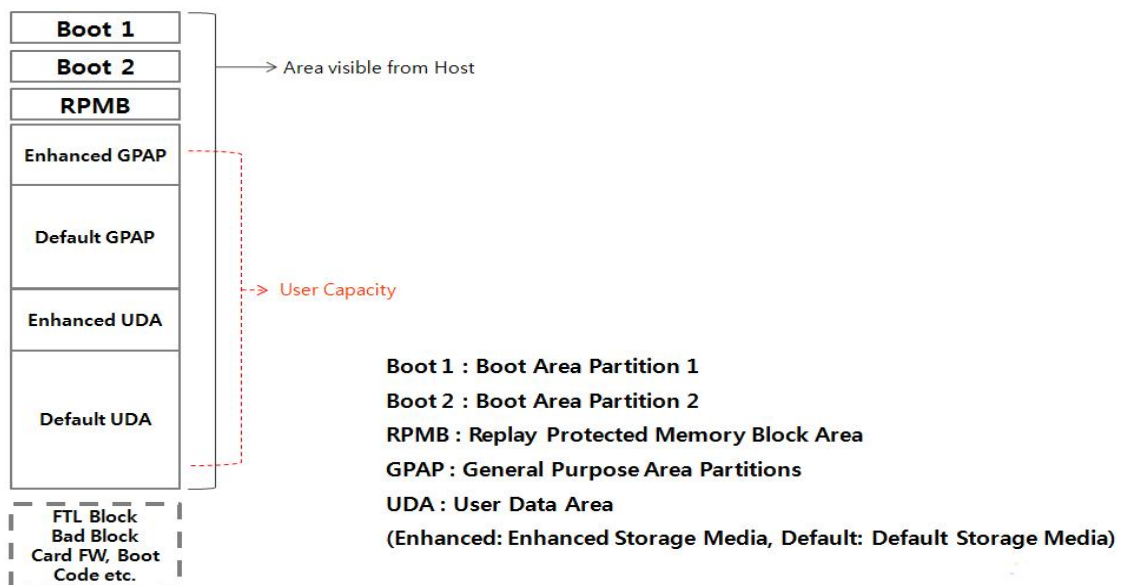 Boot 1
Boot 2
RPMB
Enhanced GPAP
Default GPAP
Enhanced UDA
Default UDA
FTL Block
Bad Block
Card FW, Boot
Code etc.
Area visible from Host
User Capacity
Boot 1 : Boot Area Partition 1
Boot 2 : Boot Area Partition 2
RPMB : Replay Protected Memory Block Area
GPAP : General Purpose Area Partitions
UDA : User Data Area
(Enhanced: Enhanced Storage Media, Default: Default Storage Media)